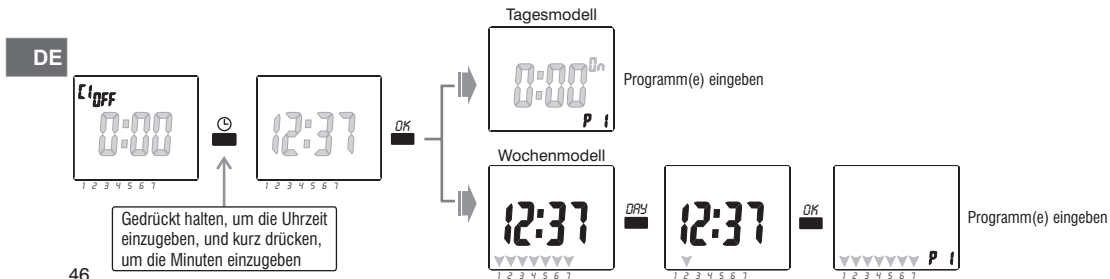 DE
Tagesmodell
C1 OFF
0:00
1 2 3 4 5 6 7
12:37
1 2 3 4 5 6 7
OK
0:00 On
P 1
Programm(e) eingeben
Gedrückt halten, um die Uhrzeit
einzugeben, und kurz drücken,
um die Minuten einzugeben
Wochenmodell
12:37
1 2 3 4 5 6 7
DAY
12:37
1 2 3 4 5 6 7
OK
P 1
1 2 3 4 5 6 7
Programm(e) eingeben
46